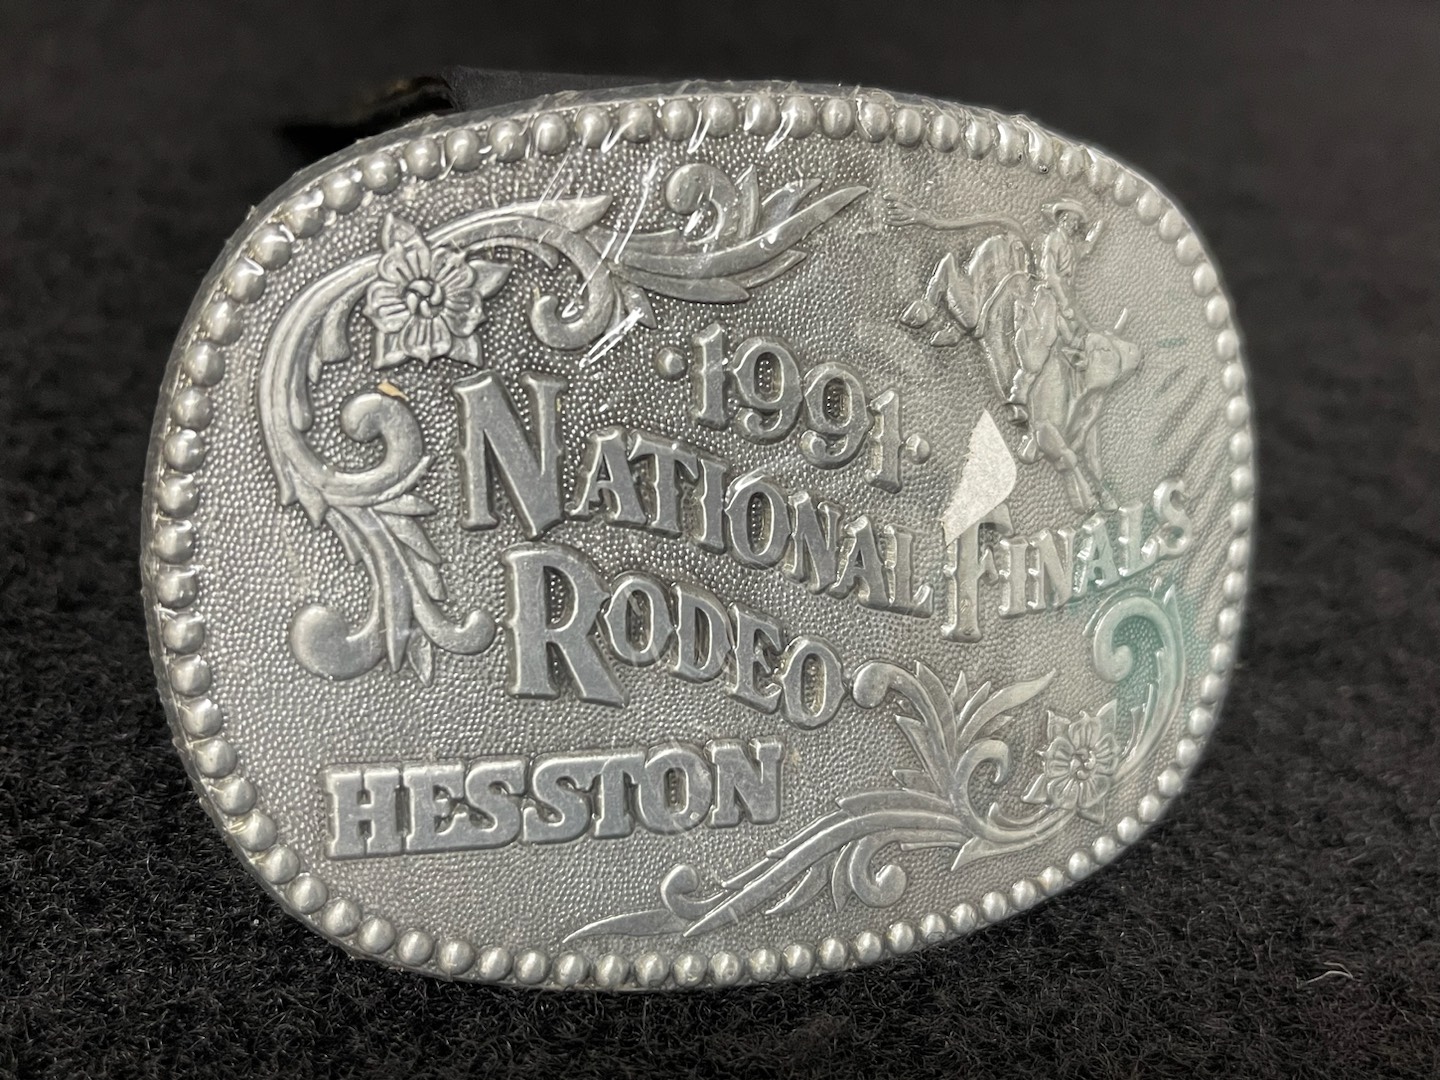 ·1991·
NATIONAL FINALS
RODEO
HESSTON